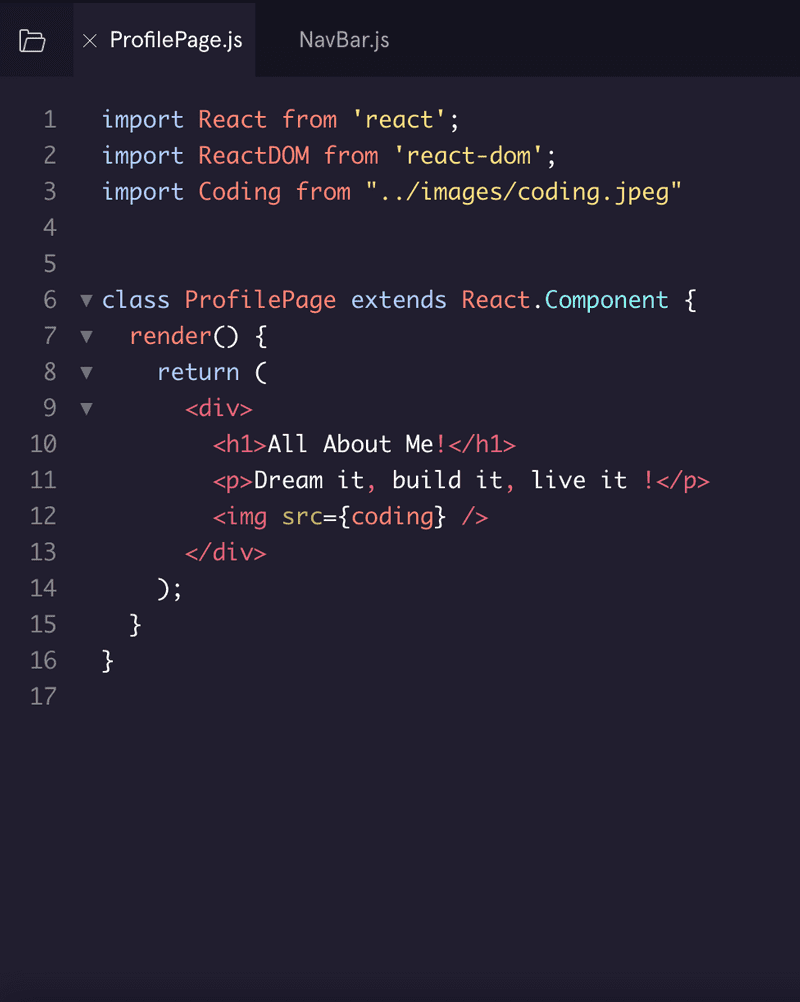 ProfilePage.js NavBar.js
1 import React from 'react';
2 import ReactDOM from 'react-dom';
3 import Coding from "../images/coding.jpeg"
4
5
6 class ProfilePage extends React.Component {
7 render() {
8 return (
9 <div>
10 <h1>All About Me!</h1>
11 <p>Dream it, build it, live it !</p>
12 <img src={coding} />
13 </div>
14 );
15 }
16 }
17